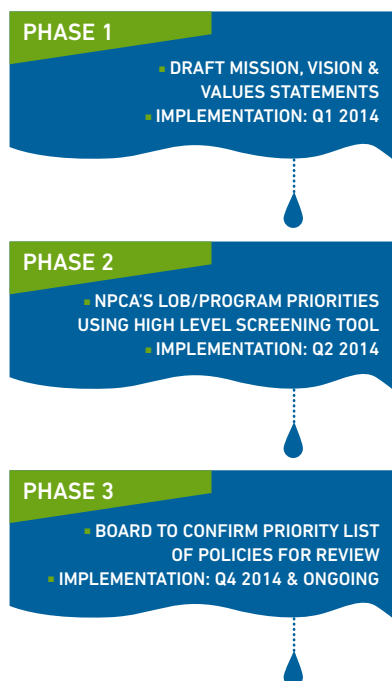 PHASE 1
▪ DRAFT MISSION, VISION &
VALUES STATEMENTS
▪ IMPLEMENTATION: Q1 2014
PHASE 2
▪ NPCA'S LOB/PROGRAM PRIORITIES
USING HIGH LEVEL SCREENING TOOL
▪ IMPLEMENTATION: Q2 2014
PHASE 3
▪ BOARD TO CONFIRM PRIORITY LIST
OF POLICIES FOR REVIEW
▪ IMPLEMENTATION: Q4 2014 & ONGOING